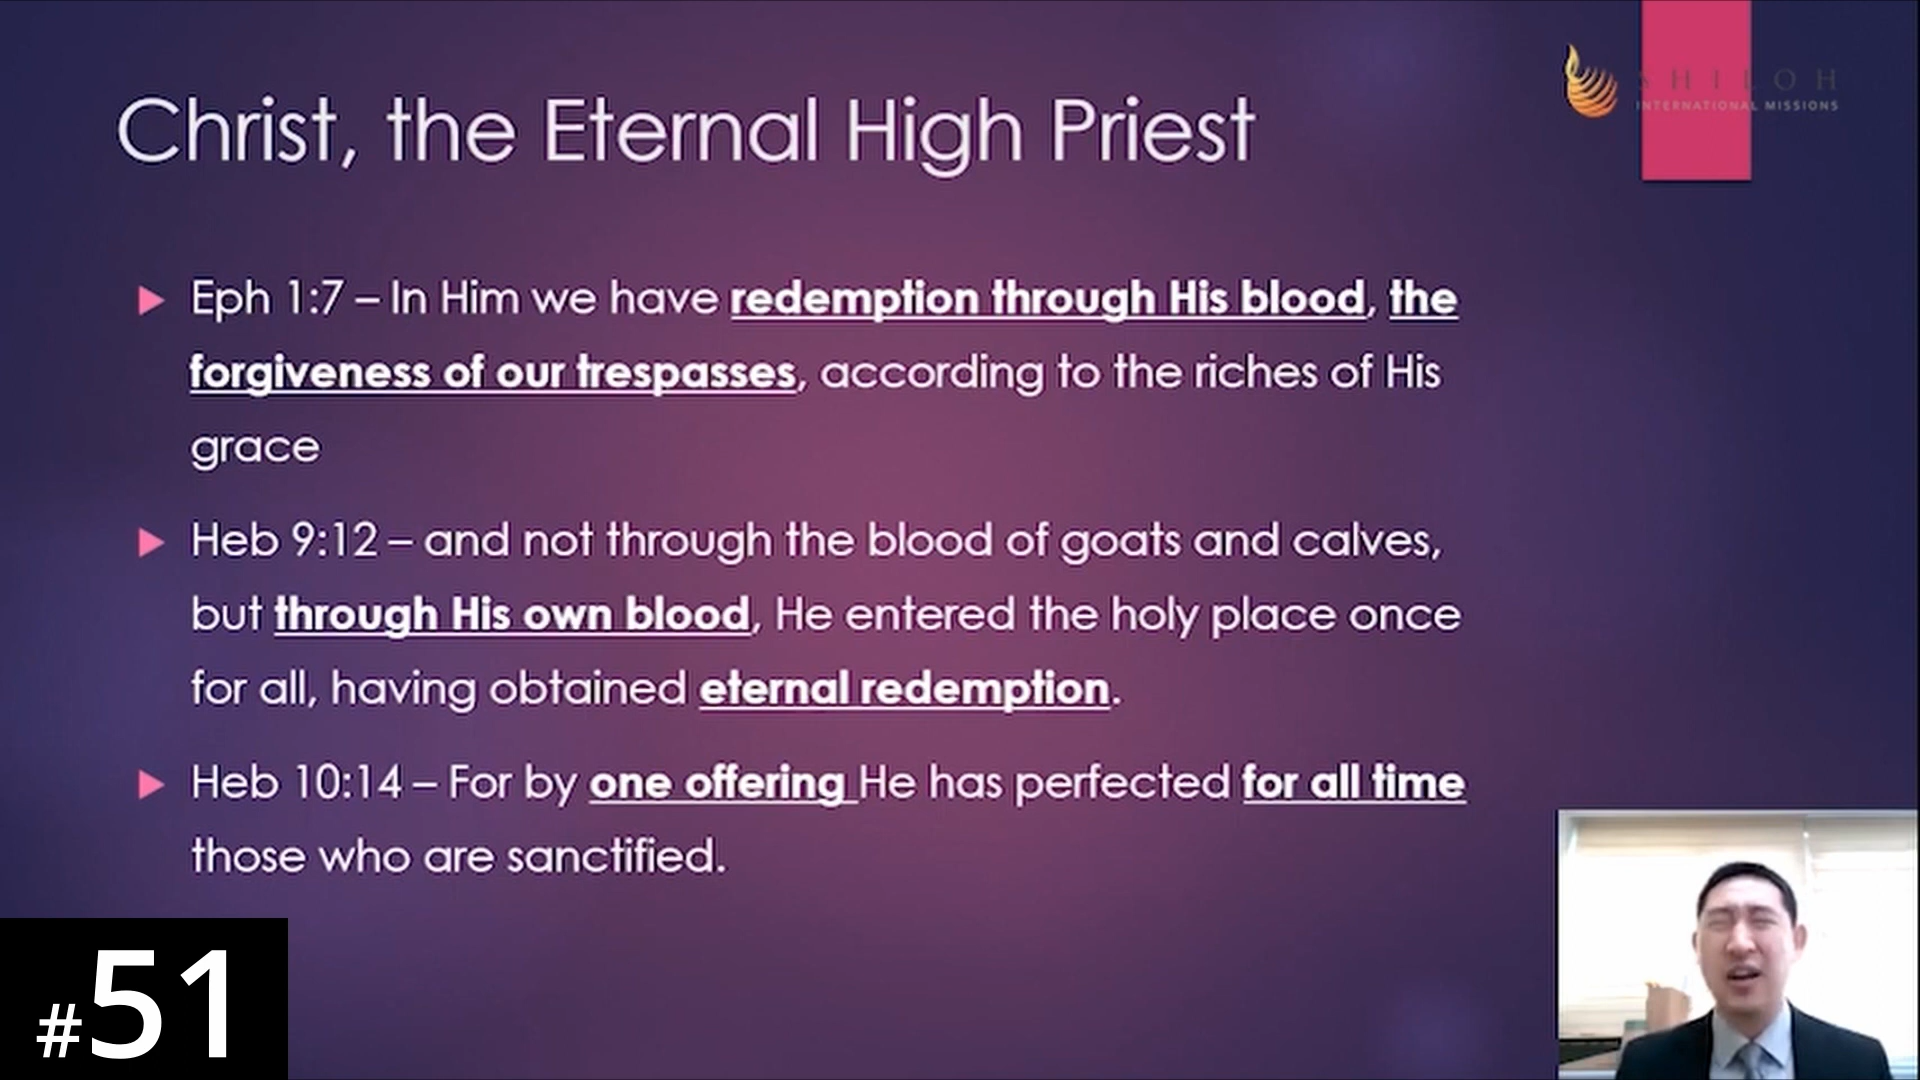 Christ, the Eternal High Priest
SHILOH
INTERNATIONAL MISSIONS
Eph 1:7 – In Him we have redemption through His blood, the
forgiveness of our trespasses, according to the riches of His
grace
Heb 9:12 – and not through the blood of goats and calves,
but through His own blood, He entered the holy place once
for all, having obtained eternal redemption.
Heb 10:14 – For by one offering He has perfected for all time
those who are sanctified.
#51